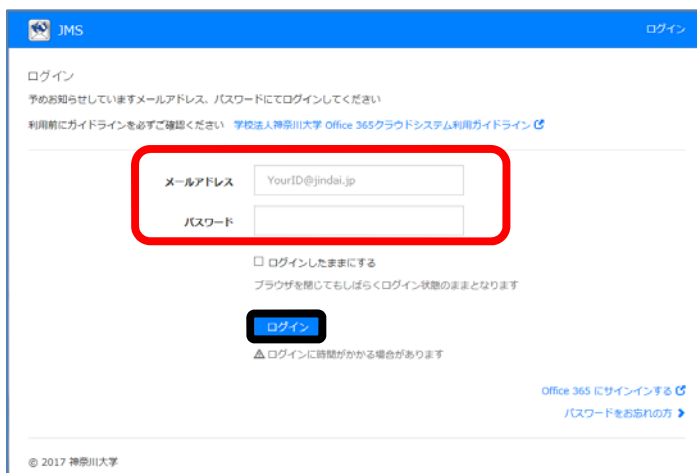 JMS ログイン
ログイン
予めお知らせしていますメールアドレス、パスワードにてログインしてください
利用前にガイドラインを必ずご確認ください 学校法人神奈川大学 Office 365クラウドシステム利用ガイドライン
メールアドレス YourID@jindai.jp
パスワード
ログインしたままにする
ブラウザを閉じてもしばらくログイン状態のままとなります
ログイン
ログインに時間がかかる場合があります
Office 365 にサインインする
パスワードをお忘れの方
© 2017 神奈川大学